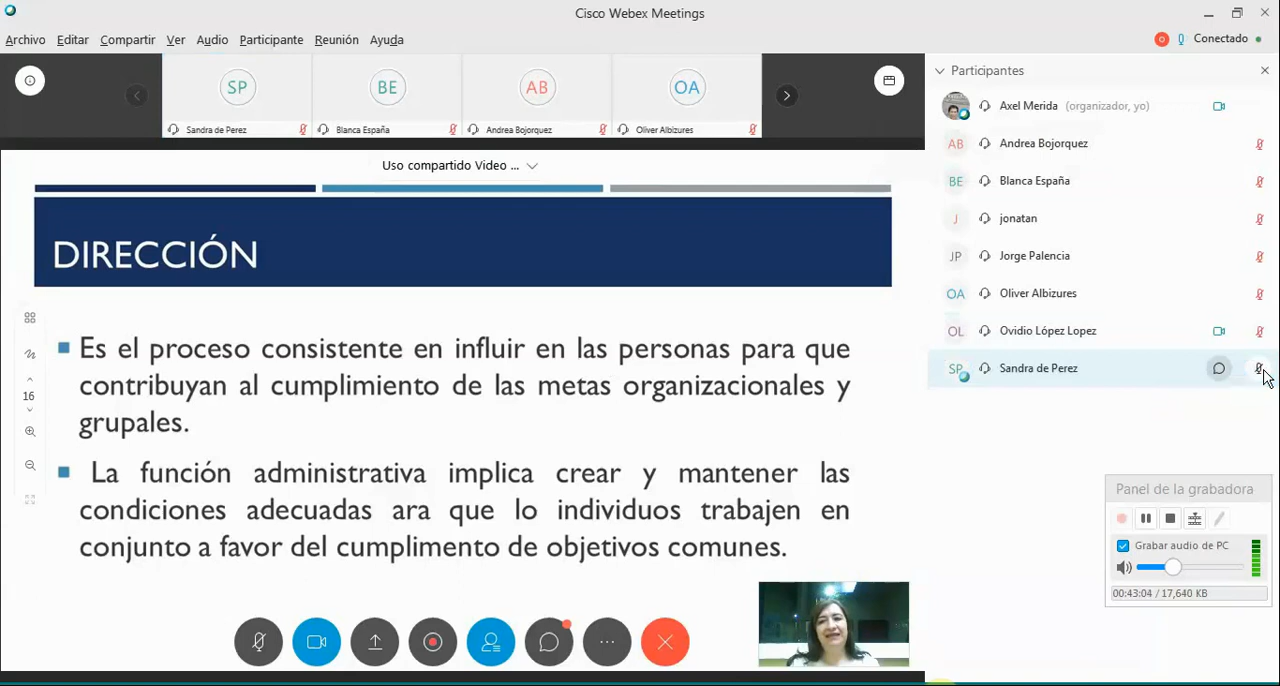 Cisco Webex Meetings
Archivo Editar Compartir Ver Audio Participante Reunión Ayuda
Conectado
SP
Sandra de Perez
BE
Blanca España
AB
Andrea Bojorquez
OA
Oliver Albizures
Uso compartido Video ...
DIRECCIÓN
Es el proceso consistente en influir en las personas para que
contribuyan al cumplimiento de las metas organizacionales y
grupales.
La función administrativa implica crear y mantener las
condiciones adecuadas ara que lo individuos trabajen en
conjunto a favor del cumplimento de objetivos comunes.
16
Participantes
Axel Merida (organizador, yo)
AB Andrea Bojorquez
BE Blanca España
J jonatan
JP Jorge Palencia
OA Oliver Albizures
OL Ovidio López Lopez
SP Sandra de Perez
Panel de la grabadora
Grabar audio de PC
00:43:04 / 17,640 KB